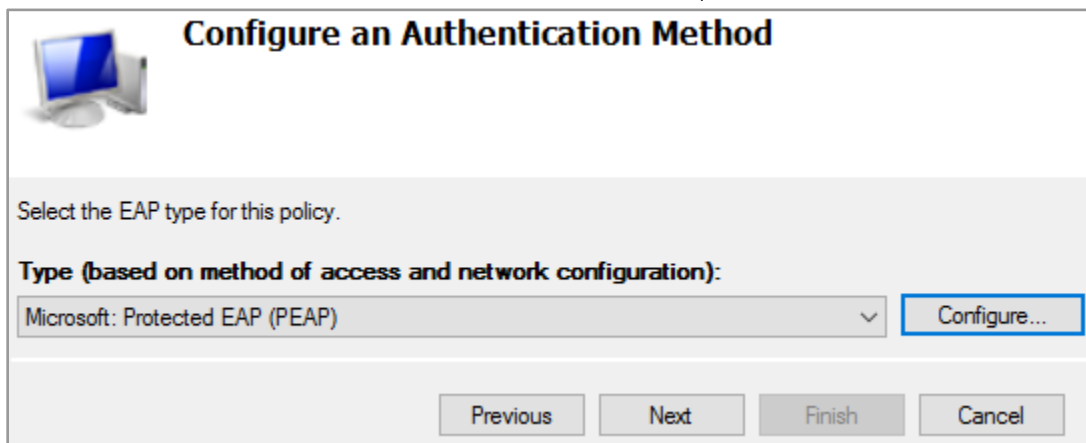 Configure an Authentication Method
Select the EAP type for this policy.
Type (based on method of access and network configuration):
Microsoft: Protected EAP (PEAP)
Configure...
Previous
Next
Finish
Cancel